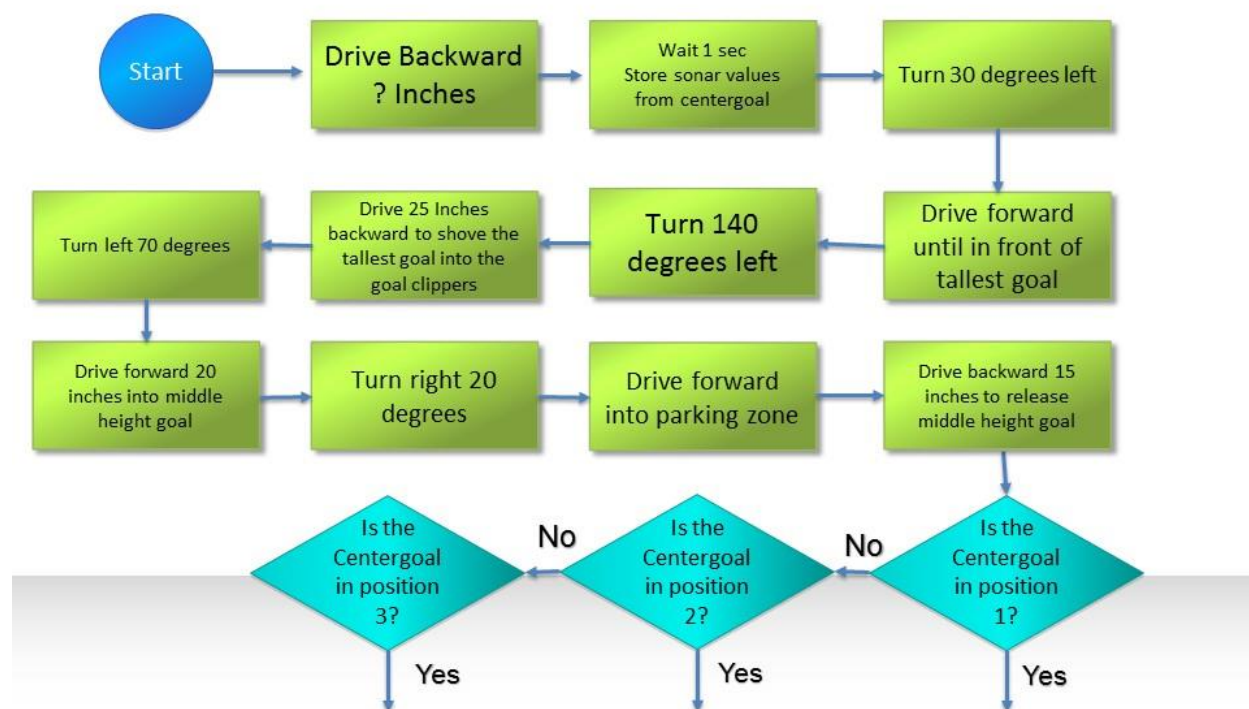 Start
Drive Backward
? Inches
Wait 1 sec
Store sonar values
from centergoal
Turn 30 degrees left
Drive forward
until in front of
tallest goal
Turn 140
degrees left
Drive 25 Inches
backward to shove the
tallest goal into the
goal clippers
Turn left 70 degrees
Drive forward 20
inches into middle
height goal
Turn right 20
degrees
Drive forward
into parking zone
Drive backward 15
inches to release
middle height goal
Is the
Centergoal
in position
1?
No
Yes
Is the
Centergoal
in position
2?
No
Yes
Is the
Centergoal
in position
3?
Yes